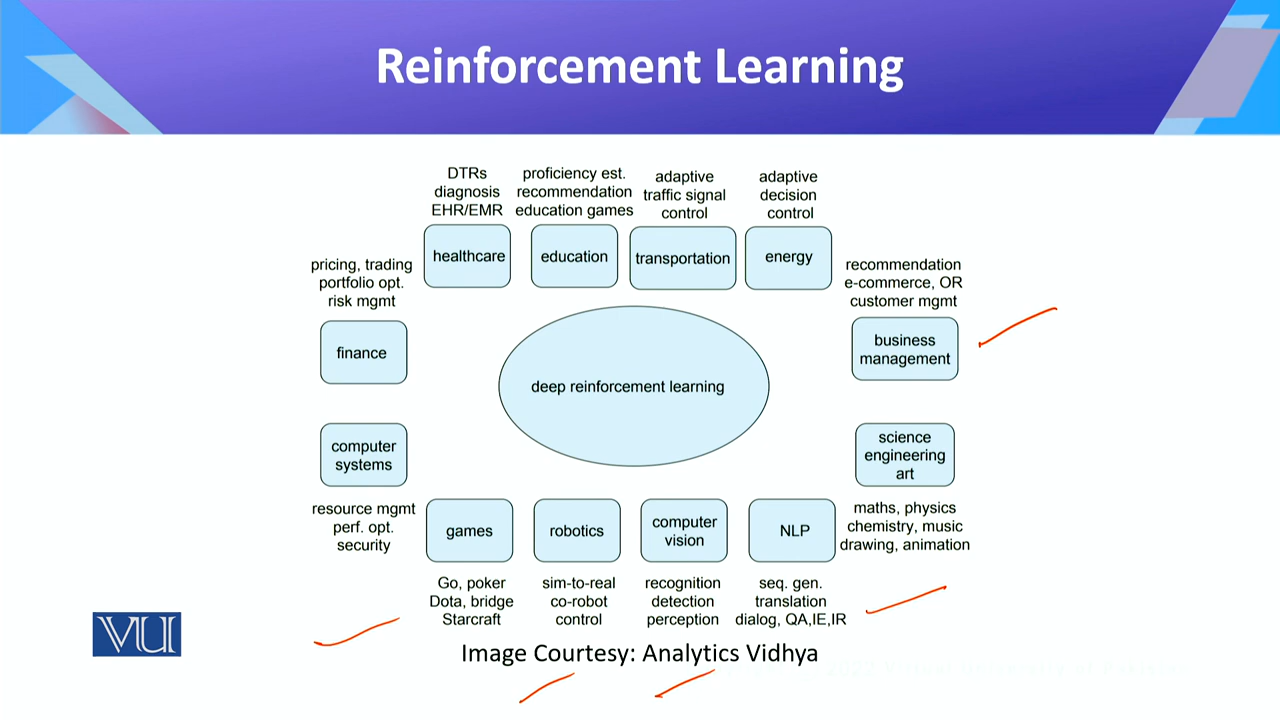 Reinforcement Learning
DTRs
diagnosis
EHR/EMR
healthcare
proficiency est.
recommendation
education games
education
adaptive
traffic signal
control
transportation
adaptive
decision
control
energy
pricing, trading
portfolio opt.
risk mgmt
finance
recommendation
e-commerce, OR
customer mgmt
business
management
deep reinforcement learning
computer
systems
resource mgmt
perf. opt.
security
science
engineering
art
maths, physics
chemistry, music
drawing, animation
games
Go, poker
Dota, bridge
Starcraft
robotics
sim-to-real
co-robot
control
computer
vision
recognition
detection
perception
NLP
seq. gen.
translation
dialog, QA,IE,IR
VU
Image Courtesy: Analytics Vidhya